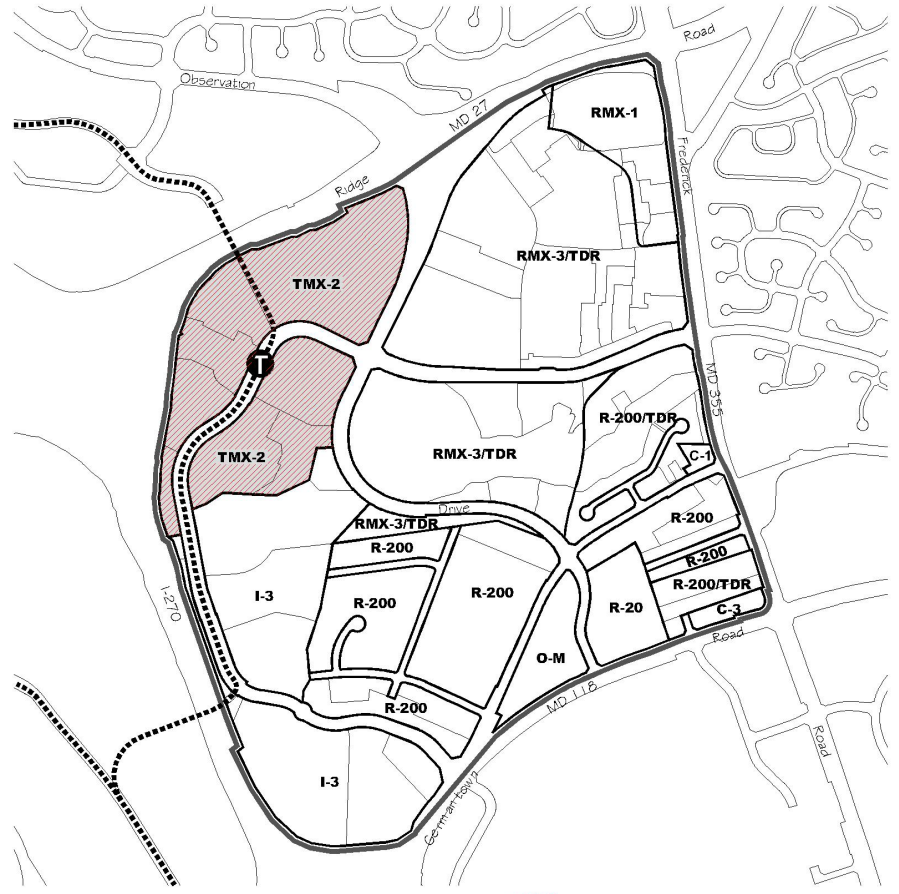 Road
Observation
MD 27
RMX-1
Frederick
Ridge
RMX-3/TDR
TMX-2
T
MD 355
R-200/TDR
TMX-2
RMX-3/TDR
C-1
Drive
RMX-3/TDR
R-200
R-200
R-200
I-3
R-200
R-200
R-200/TDR
R-20
C-3
I-270
Road
O-M
MD 118
R-200
Road
I-3
Germantown